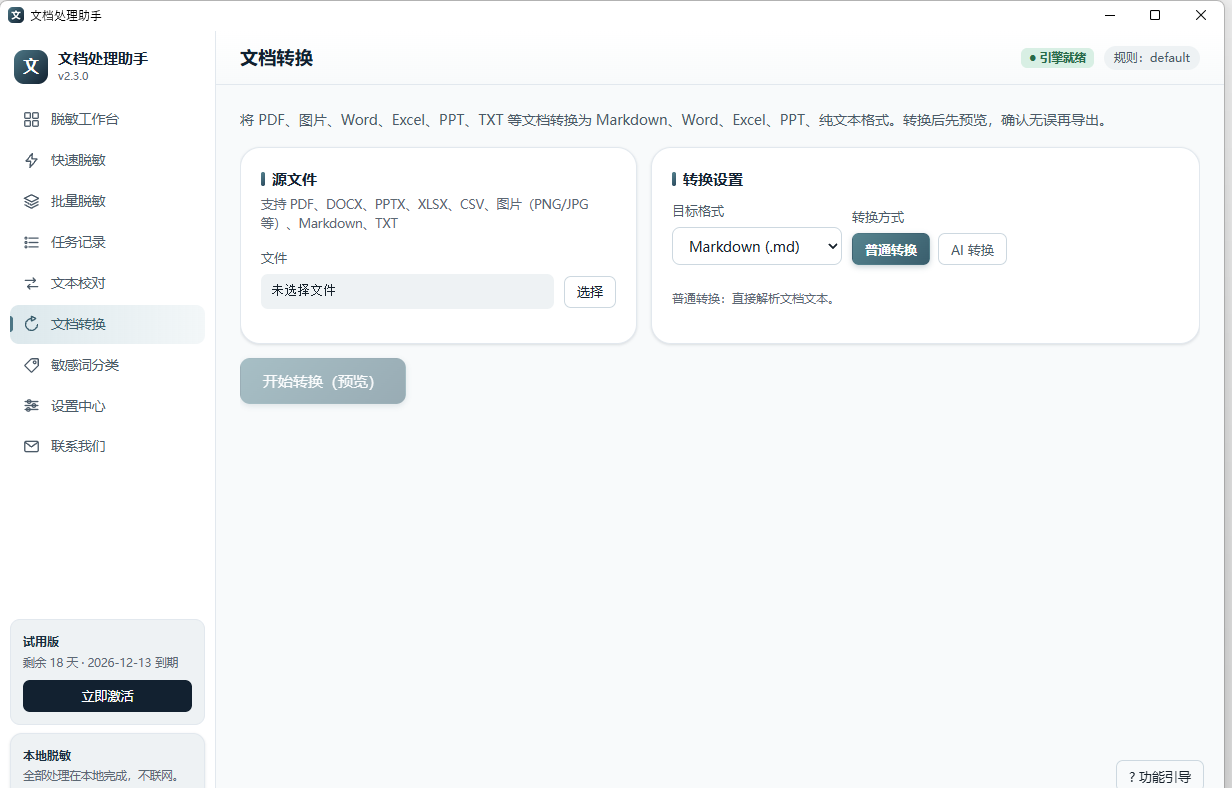 文档处理助手
文档处理助手
v2.3.0
脱敏工作台
快速脱敏
批量脱敏
任务记录
文本校对
文档转换
敏感词分类
设置中心
联系我们
试用版
剩余 18 天 · 2026-12-13 到期
立即激活
本地脱敏
全部处理在本地完成，不联网。
文档转换
引擎就绪
规则：default
将 PDF、图片、Word、Excel、PPT、TXT 等文档转换为 Markdown、Word、Excel、PPT、纯文本格式。转换后先预览，确认无误再导出。
源文件
支持 PDF、DOCX、PPTX、XLSX、CSV、图片（PNG/JPG
等）、Markdown、TXT
文件
未选择文件
选择
转换设置
目标格式
Markdown (.md)
转换方式
普通转换
AI 转换
普通转换：直接解析文档文本。
开始转换（预览）
? 功能引导